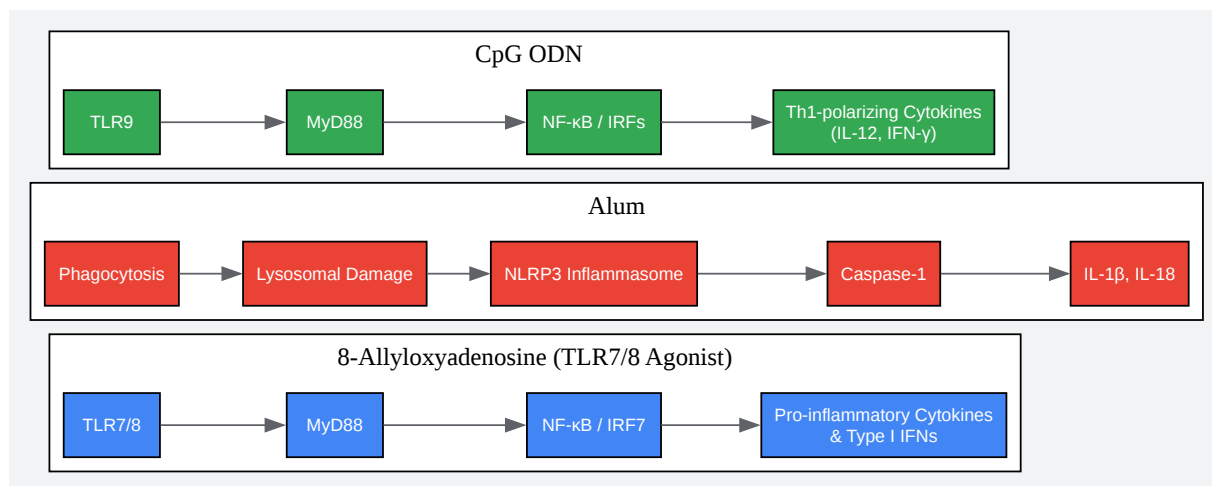 CpG ODN
TLR9
MyD88
NF-κB / IRFs
Th1-polarizing Cytokines
(IL-12, IFN-γ)
Alum
Phagocytosis
Lysosomal Damage
NLRP3 Inflammasome
Caspase-1
IL-1β, IL-18
8-Allyloxyadenosine (TLR7/8 Agonist)
TLR7/8
MyD88
NF-κB / IRF7
Pro-inflammatory Cytokines
& Type I IFNs